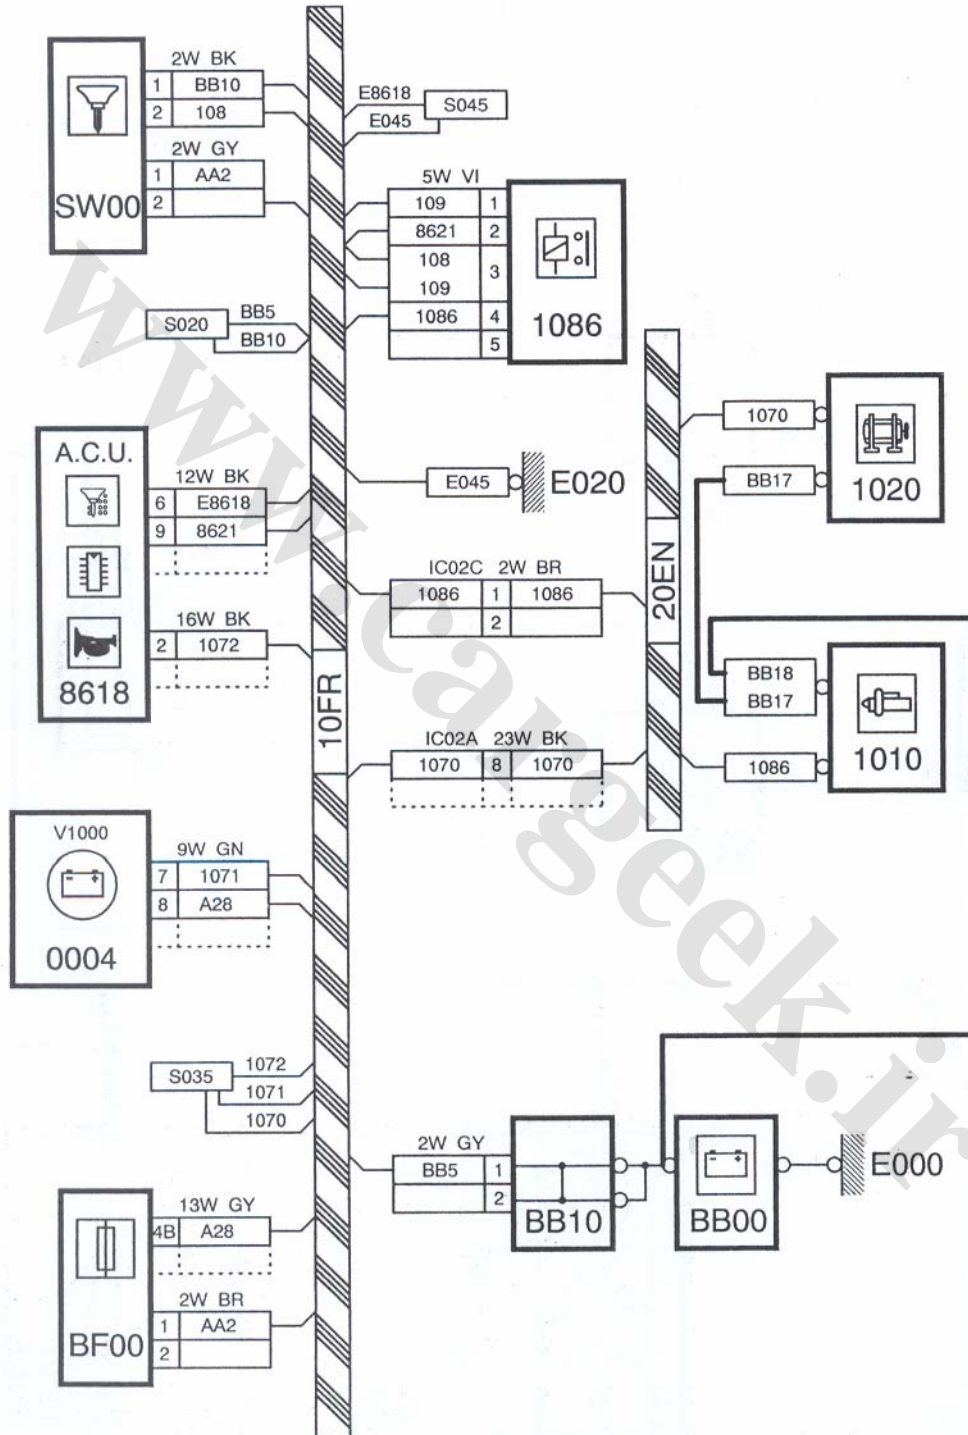 2W BK
1 BB10
2 108
2W GY
1 AA2
2
SW00
E8618
S045
E045
5W VI
109 1
8621 2
108
3
109
1086 4
5
1086
S020
BB5
BB10
A.C.U.
12W BK
6 E8618
9 8621
16W BK
2 1072
8618
E045
E020
1070
BB17
1020
IC02C 2W BR
1086 1 1086
2
20EN
10FR
BB18
BB17
1086
1010
IC02A 23W BK
1070 8 1070
V1000
9W GN
7 1071
8 A28
0004
S035
1072
1071
1070
2W GY
BB5 1
2
BB10
BB00
E000
13W GY
4B A28
2W BR
1 AA2
2
BF00
www.cargeek.ir